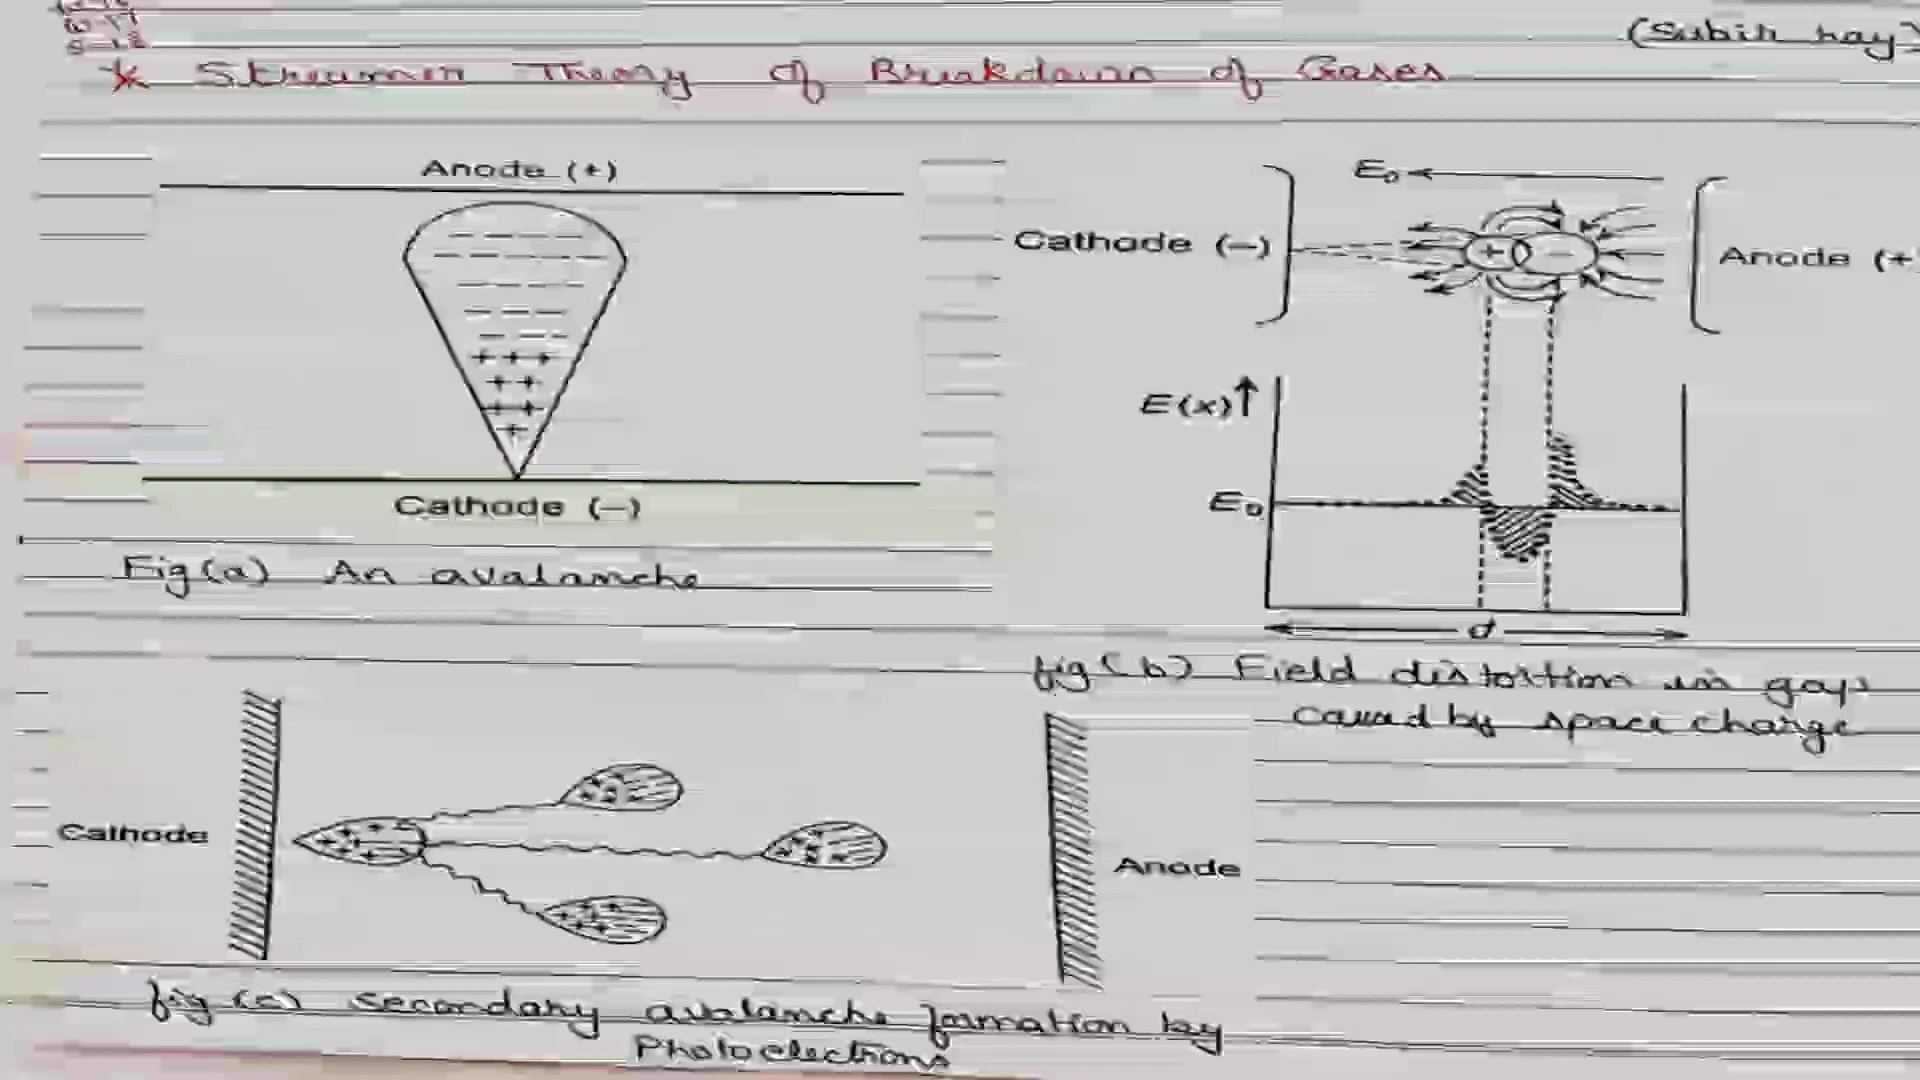 (Subir ray)
* Streamer Theory of Breakdown of Gases
Anode (+)
Cathode (−)
Fig(a) An avalanche
E₀
Cathode (−)
+ −
Anode (+
E(x)↑
E₀
d
fig(b) Field distortion in gap
caused by space charge
Cathode
Anode
fig(c) secondary avalanche formation by
Photoelectrons